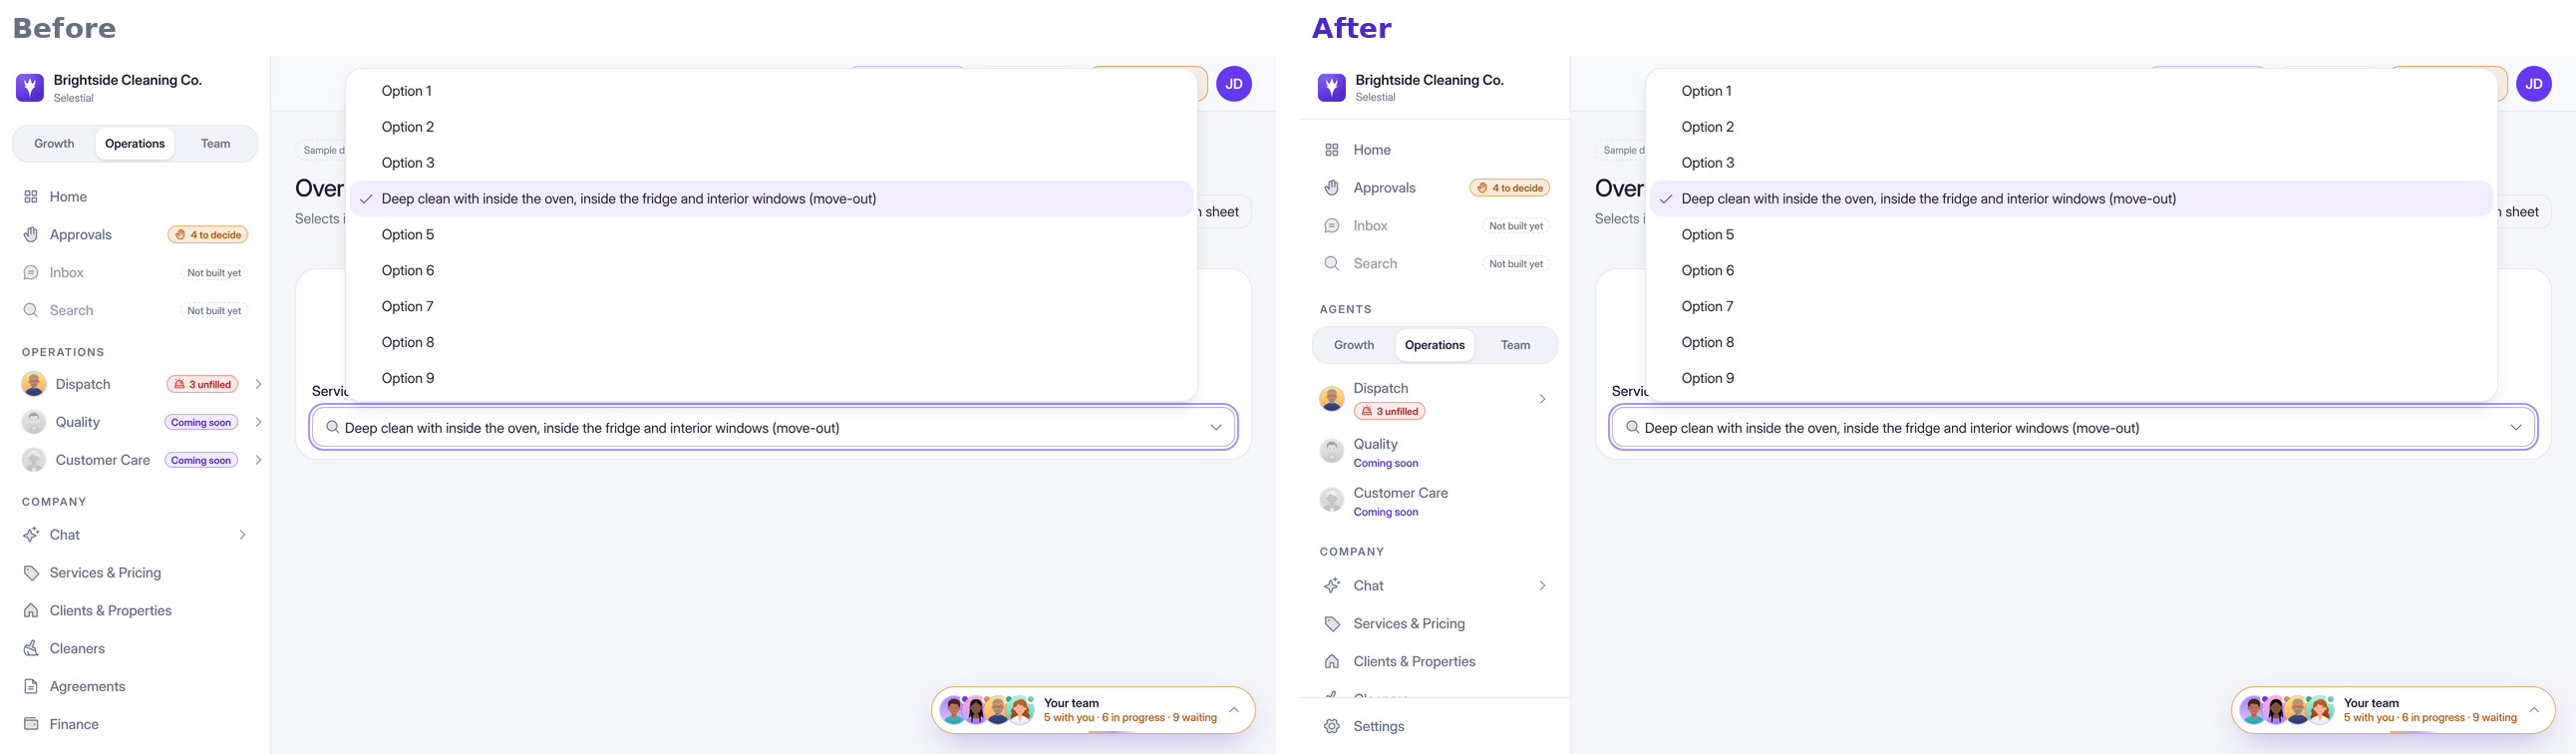 Before
Brightside Cleaning Co.
Selestial
Growth
Operations
Team
Home
Approvals
4 to decide
Inbox
Not built yet
Search
Not built yet
OPERATIONS
Dispatch
3 unfilled
Quality
Coming soon
Customer Care
Coming soon
COMPANY
Chat
Services & Pricing
Clients & Properties
Cleaners
Agreements
Finance
JD
Sample d
Over
Selects i
n sheet
Option 1
Option 2
Option 3
Deep clean with inside the oven, inside the fridge and interior windows (move-out)
Option 5
Option 6
Option 7
Option 8
Option 9
Servic
Deep clean with inside the oven, inside the fridge and interior windows (move-out)
Your team
5 with you · 6 in progress · 9 waiting
After
Brightside Cleaning Co.
Selestial
Home
Approvals
4 to decide
Inbox
Not built yet
Search
Not built yet
AGENTS
Growth
Operations
Team
Dispatch
3 unfilled
Quality
Coming soon
Customer Care
Coming soon
COMPANY
Chat
Services & Pricing
Clients & Properties
Settings
JD
Sample d
Over
Selects i
n sheet
Option 1
Option 2
Option 3
Deep clean with inside the oven, inside the fridge and interior windows (move-out)
Option 5
Option 6
Option 7
Option 8
Option 9
Servic
Deep clean with inside the oven, inside the fridge and interior windows (move-out)
Your team
5 with you · 6 in progress · 9 waiting